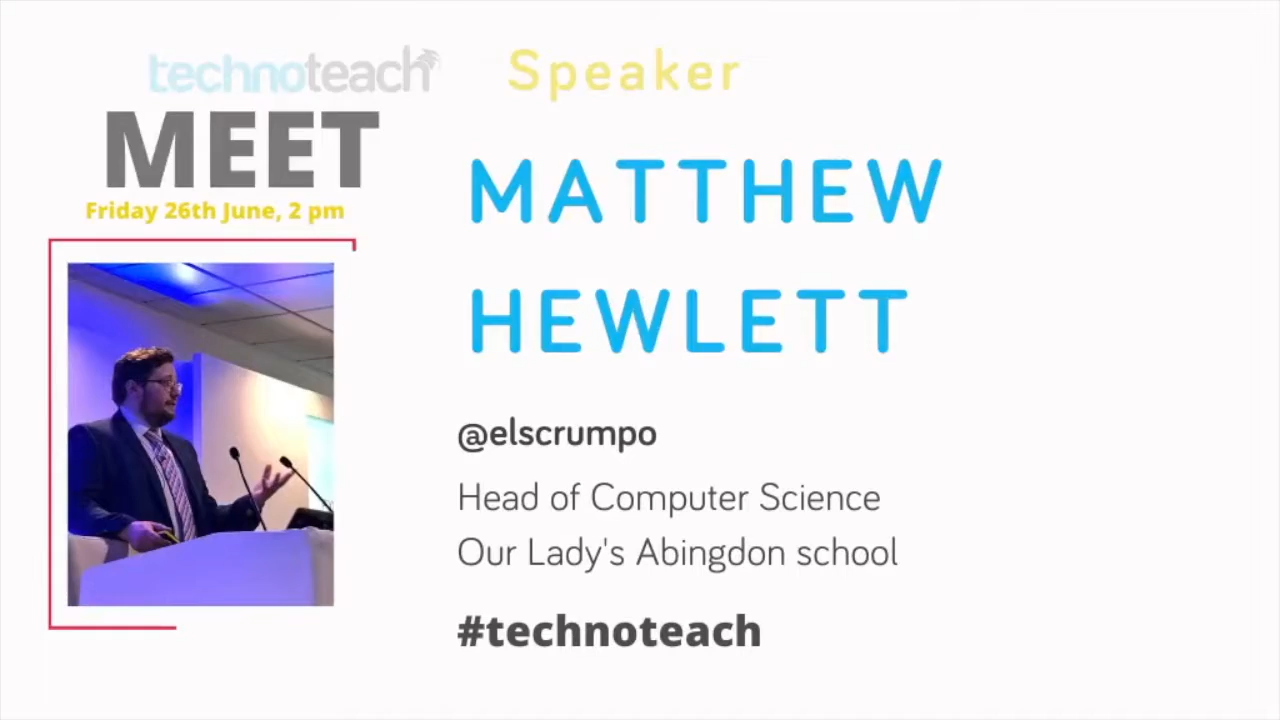 technoteach
MEET
Friday 26th June, 2 pm
Speaker
MATTHEW
HEWLETT
@elscrumpo
Head of Computer Science
Our Lady's Abingdon school
#technoteach